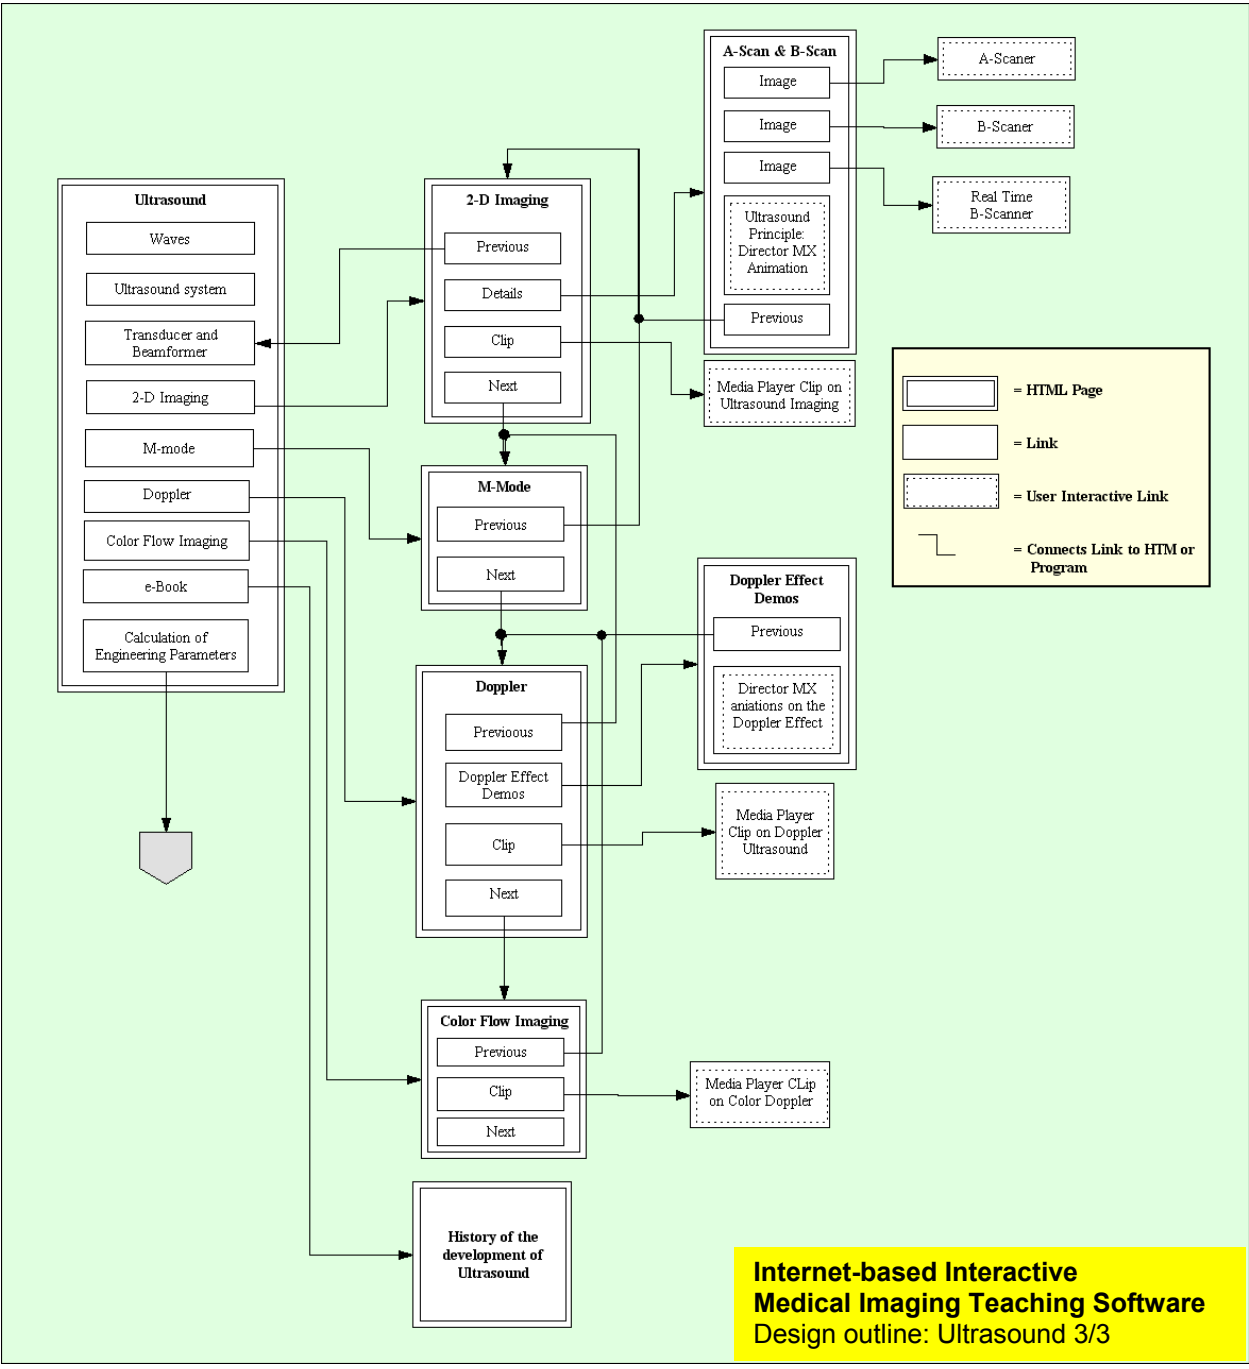 Ultrasound
Waves
Ultrasound system
Transducer and
Beamformer
2-D Imaging
M-mode
Doppler
Color Flow Imaging
e-Book
Calculation of
Engineering Parameters
2-D Imaging
Previous
Details
Clip
Next
M-Mode
Previous
Next
Doppler
Previoous
Doppler Effect
Demos
Clip
Next
Color Flow Imaging
Previous
Clip
Next
History of the
development of
Ultrasound
A-Scan & B-Scan
Image
Image
Image
Ultrasound
Principle:
Director MX
Animation
Previous
Media Player Clip on
Ultrasound Imaging
Doppler Effect
Demos
Previous
Director MX
aniations on the
Doppler Effect
Media Player
Clip on Doppler
Ultrasound
Media Player CLip
on Color Doppler
A-Scaner
B-Scaner
Real Time
B-Scanner
= HTML Page
= Link
= User Interactive Link
= Connects Link to HTM or
Program
Internet-based Interactive
Medical Imaging Teaching Software
Design outline: Ultrasound 3/3